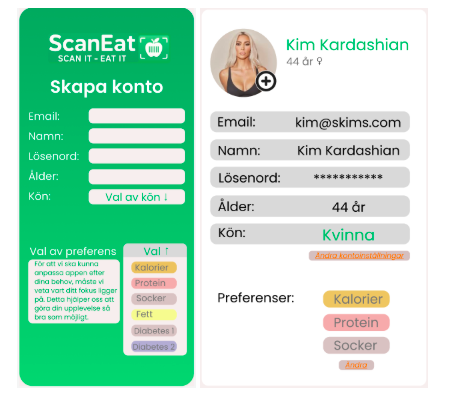 ScanEat
SCAN IT - EAT IT
Skapa konto
Email:
Namn:
Lösenord:
Ålder:
Kön:
Val av kön ↓
Val av preferens
För att vi ska kunna
anpassa appen efter
dina behov, måste vi
veta vart ditt fokus ligger
på. Detta hjälper oss att
göra din upplevelse så
bra som möjligt.
Val ↑
Kalorier
Protein
Socker
Fett
Diabetes 1
Diabetes 2
Kim Kardashian
44 år ♀
Email: kim@skims.com
Namn: Kim Kardashian
Lösenord: ***********
Ålder: 44 år
Kön: Kvinna
Ändra kontoinställningar
Preferenser:
Kalorier
Protein
Socker
Ändra